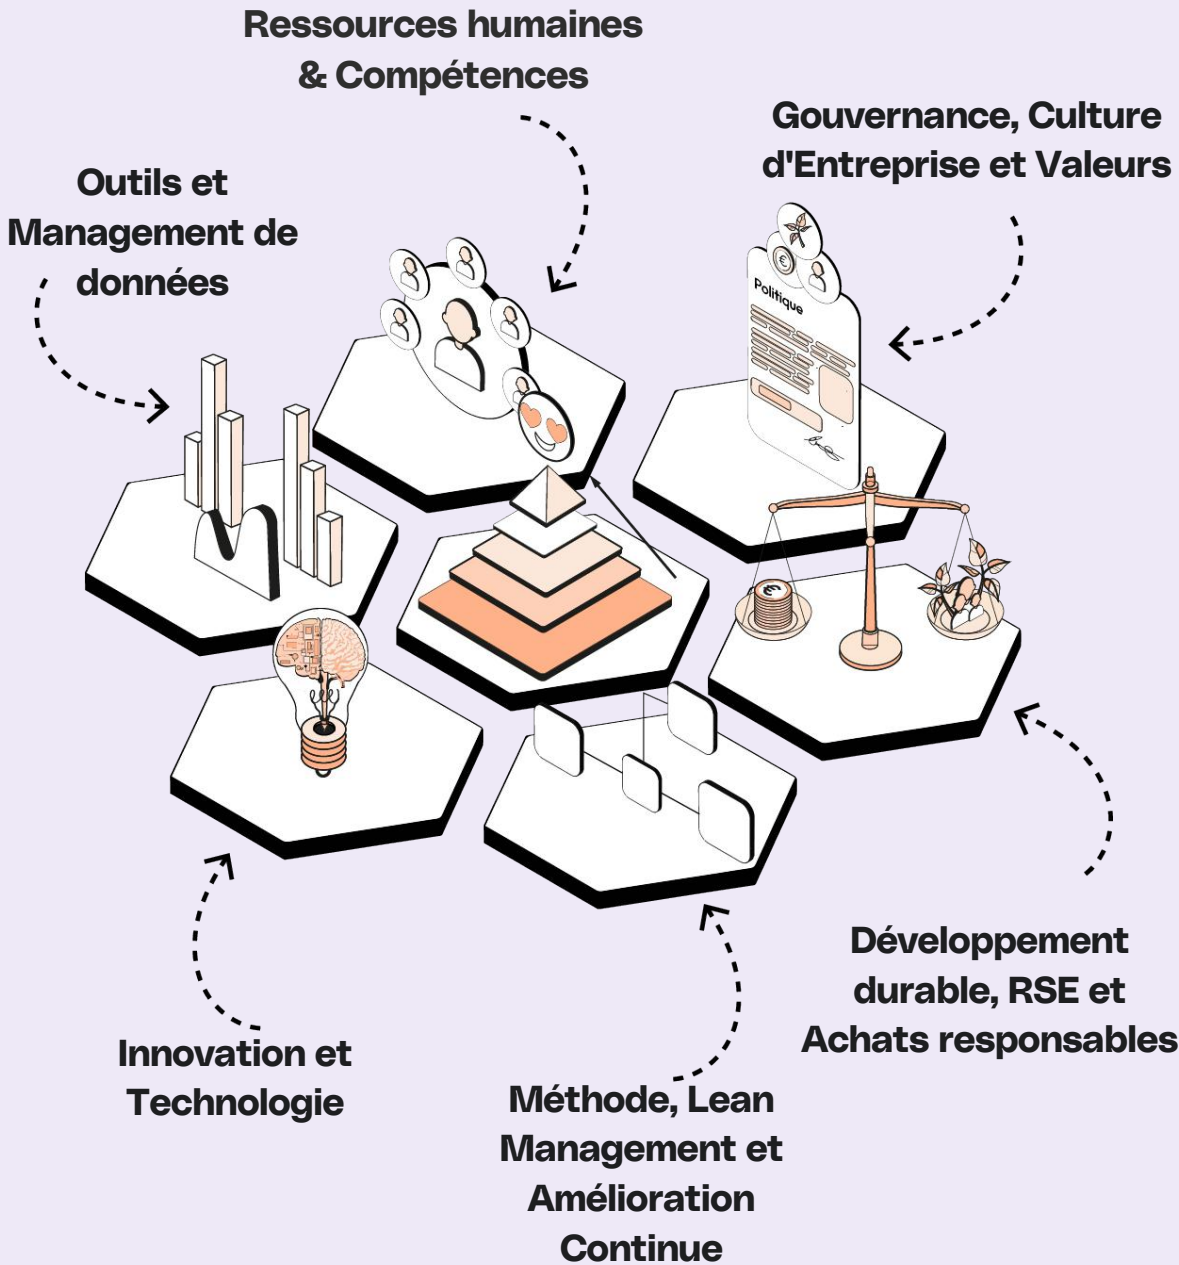 Ressources humaines
& Compétences
Gouvernance, Culture
d'Entreprise et Valeurs
Outils et
Management de
données
€
Politique
€
Développement
durable, RSE et
Achats responsables
Innovation et
Technologie
Méthode, Lean
Management et
Amélioration
Continue